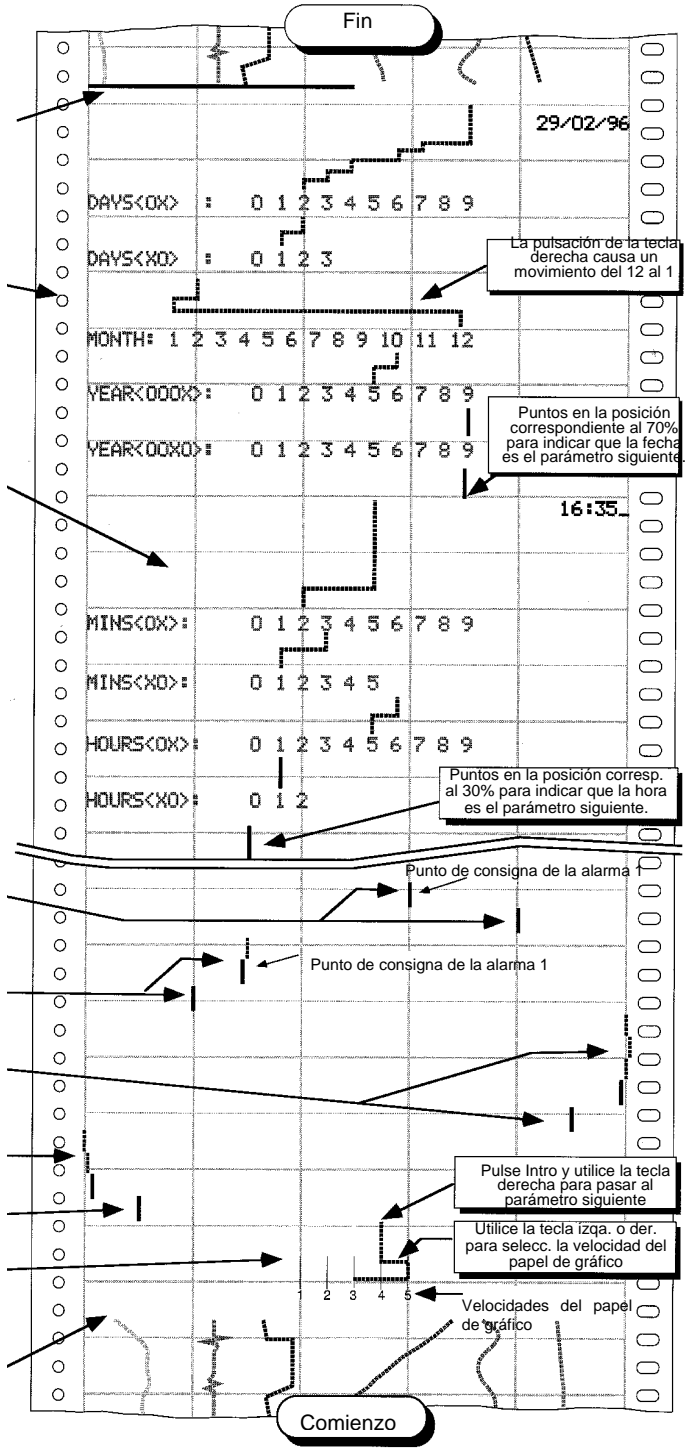 Fin
29/02/96
DAYS<0X> : 0 1 2 3 4 5 6 7 8 9
DAYS<X0> : 0 1 2 3
La pulsación de la tecla
derecha causa un
movimiento del 12 al 1
MONTH: 1 2 3 4 5 6 7 8 9 10 11 12
YEAR<000X>: 0 1 2 3 4 5 6 7 8 9
Puntos en la posición
correspondiente al 70%
para indicar que la fecha
es el parámetro siguiente.
YEAR<00X0>: 0 1 2 3 4 5 6 7 8 9
16:35_
MINS<0X>: 0 1 2 3 4 5 6 7 8 9
MINS<X0>: 0 1 2 3 4 5
HOURS<0X>: 0 1 2 3 4 5 6 7 8 9
Puntos en la posición corresp.
al 30% para indicar que la hora
es el parámetro siguiente.
HOURS<X0>: 0 1 2
Punto de consigna de la alarma 1
Punto de consigna de la alarma 1
Pulse Intro y utilice la tecla
derecha para pasar al
parámetro siguiente
Utilice la tecla izqa. o der.
para selecc. la velocidad del
papel de gráfico
1 2 3 4 5
Velocidades del papel
de gráfico
Comienzo